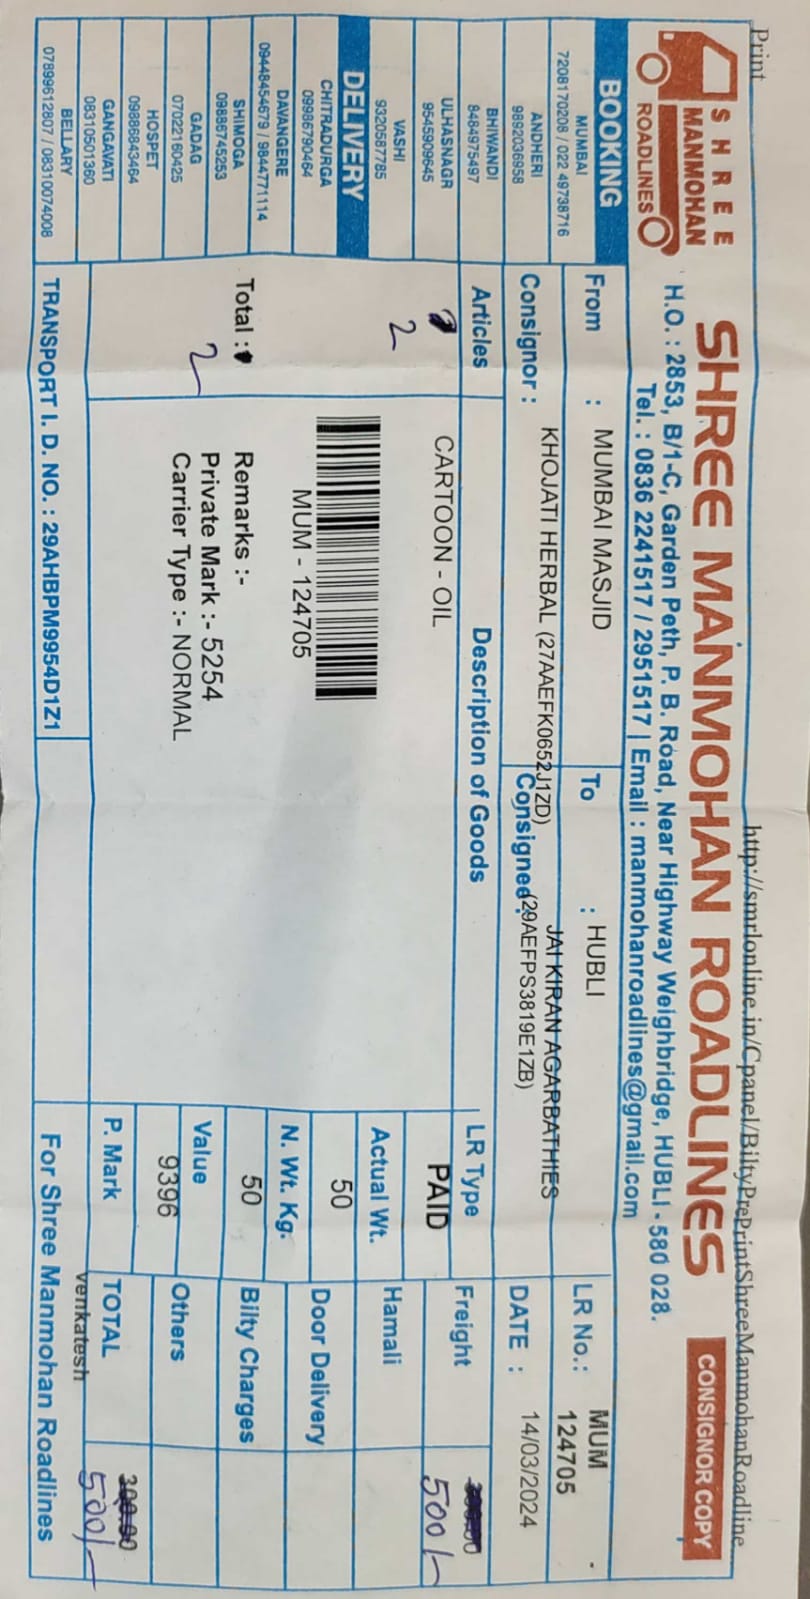 Print
http://smrlonline.in/Cpanel/BiltyPrePrintShreeManmohanRoadline...
SHREE
MANMOHAN
ROADLINES
SHREE MANMOHAN ROADLINES
CONSIGNOR COPY
H.O. : 2853, B/1-C, Garden Peth, P. B. Road, Near Highway Weighbridge, HUBLI - 580 028.
Tel. : 0836 2241517 / 2951517 | Email : manmohanroadlines@gmail.com
BOOKING
MUMBAI
7208170208 / 022 49738716
ANDHERI
9892036958
BHIWANDI
8484975497
ULHASNAGR
9545909645
VASHI
9320587785
DELIVERY
CHITRADURGA
09986790464
DAVANGERE
09448454679 / 9844771114
SHIMOGA
09886745253
GADAG
07022160425
HOSPET
09886843464
GANGAVATI
08310501360
BELLARY
07899612807 / 08310074008
From : MUMBAI MASJID
To : HUBLI
LR No.: MUM
124705
Consignor : KHOJATI HERBAL (27AAEFK0652J1ZD)
Consignee: JAI KIRAN AGARBATHIES
(29AEFPS3819E1ZB)
DATE : 14/03/2024
Articles
Description of Goods
LR Type
PAID
Freight
500/-
2
CARTOON - OIL
Actual Wt.
50
Hamali
MUM - 124705
N. Wt. Kg.
50
Door Delivery
Bilty Charges
Total :
2
Remarks :-
Private Mark :- 5254
Carrier Type :- NORMAL
Value
9396
Others
P. Mark
TOTAL
300.00
500/-
venkatesh
TRANSPORT I. D. NO. : 29AHBPM9954D1Z1
For Shree Manmohan Roadlines